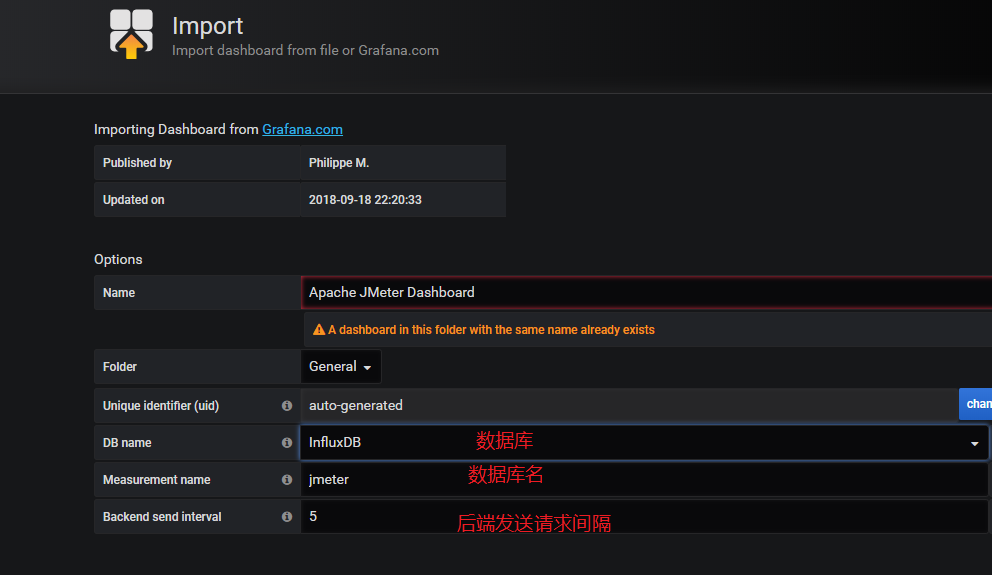 Import
Import dashboard from file or Grafana.com
Importing Dashboard from Grafana.com
Published by Philippe M.
Updated on 2018-09-18 22:20:33
Options
Name Apache JMeter Dashboard
A dashboard in this folder with the same name already exists
Folder General
Unique identifier (uid) auto-generated chan
DB name InfluxDB 数据库
Measurement name jmeter 数据库名
Backend send interval 5 后端发送请求间隔